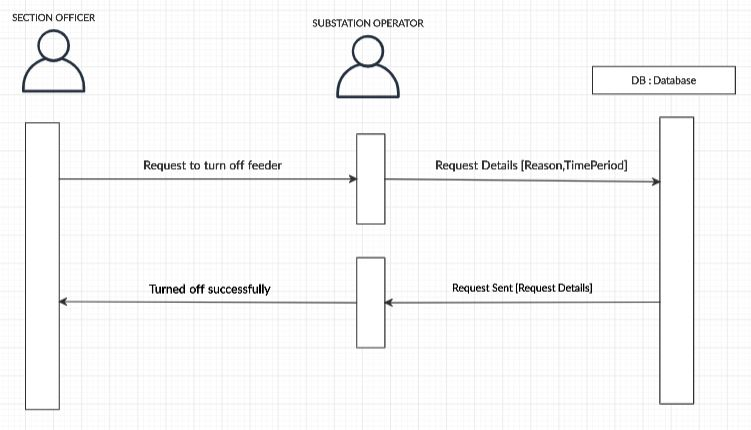 SECTION OFFICER
SUBSTATION OPERATOR
DB : Database
Request to turn off feeder
Request Details [Reason,TimePeriod]
Turned off successfully
Request Sent [Request Details]